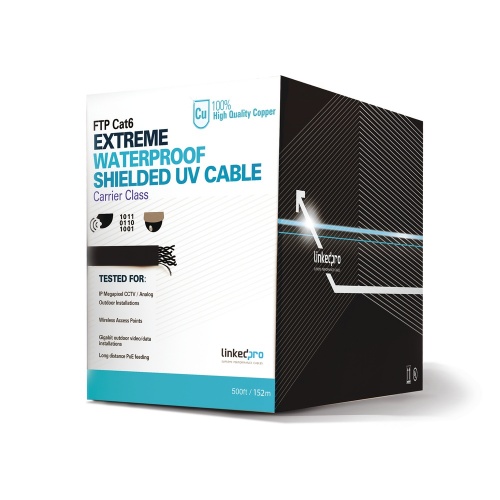 100%
High Quality Copper
Cu
FTP Cat6
EXTREME
WATERPROOF
SHIELDED UV CABLE
Carrier Class
1011
0110
1001
TESTED FOR:
IP Megapixel CCTV / Analog
Outdoor Installations
Wireless Access Points
Gigabit outdoor video/data
installations
Long distance PoE feeding
linkedpro
500ft / 152m
linkedpro